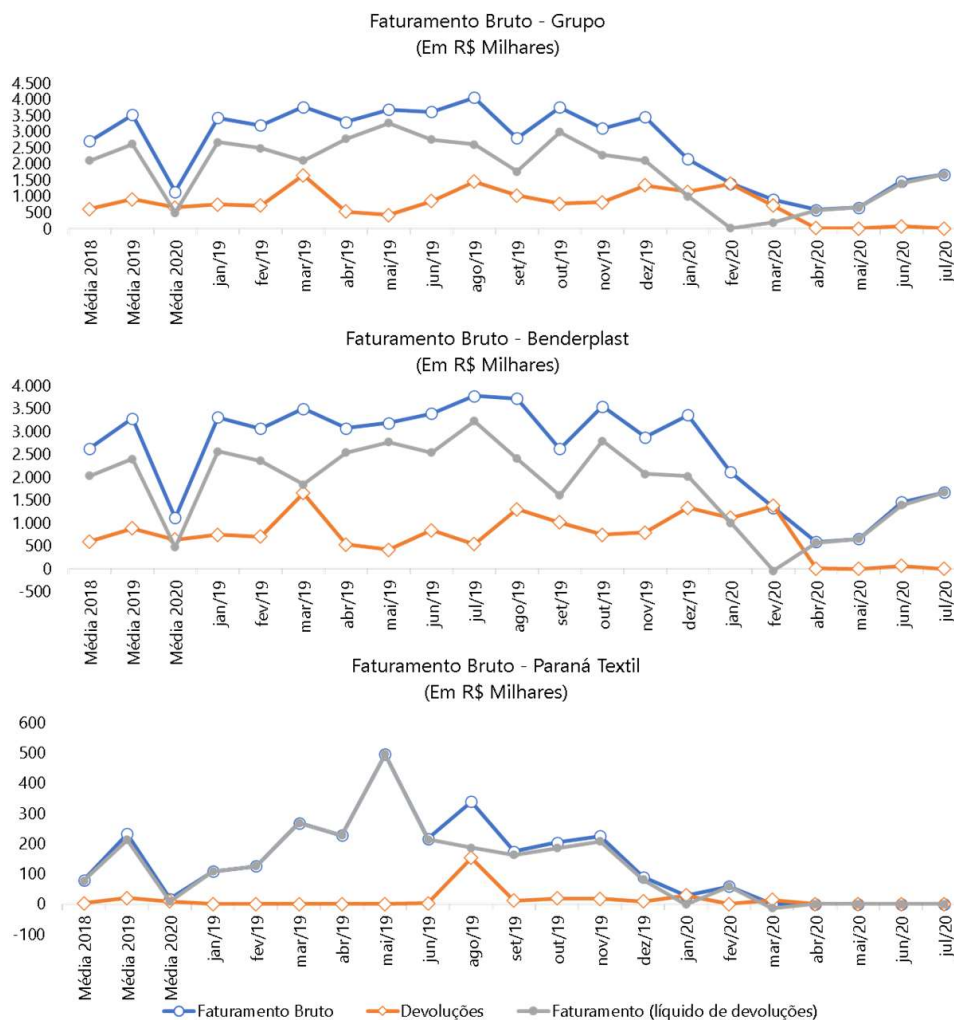 Faturamento Bruto - Grupo
(Em R$ Milhares)
4.500
4.000
3.500
3.000
2.500
2.000
1.500
1.000
500
0
Média 2018
Média 2019
Média 2020
jan/19
fev/19
mar/19
abr/19
mai/19
jun/19
ago/19
set/19
out/19
nov/19
dez/19
jan/20
fev/20
mar/20
abr/20
mai/20
jun/20
jul/20
Faturamento Bruto - Benderplast
(Em R$ Milhares)
4.000
3.500
3.000
2.500
2.000
1.500
1.000
500
0
-500
Média 2018
Média 2019
Média 2020
jan/19
fev/19
mar/19
abr/19
mai/19
jun/19
jul/19
ago/19
set/19
out/19
nov/19
dez/19
jan/20
fev/20
abr/20
mai/20
jun/20
jul/20
Faturamento Bruto - Paraná Textil
(Em R$ Milhares)
600
500
400
300
200
100
0
-100
Média 2018
Média 2019
Média 2020
jan/19
fev/19
mar/19
abr/19
mai/19
jun/19
ago/19
set/19
out/19
nov/19
dez/19
jan/20
fev/20
mar/20
abr/20
mai/20
jun/20
jul/20
Faturamento Bruto
Devoluções
Faturamento (líquido de devoluções)